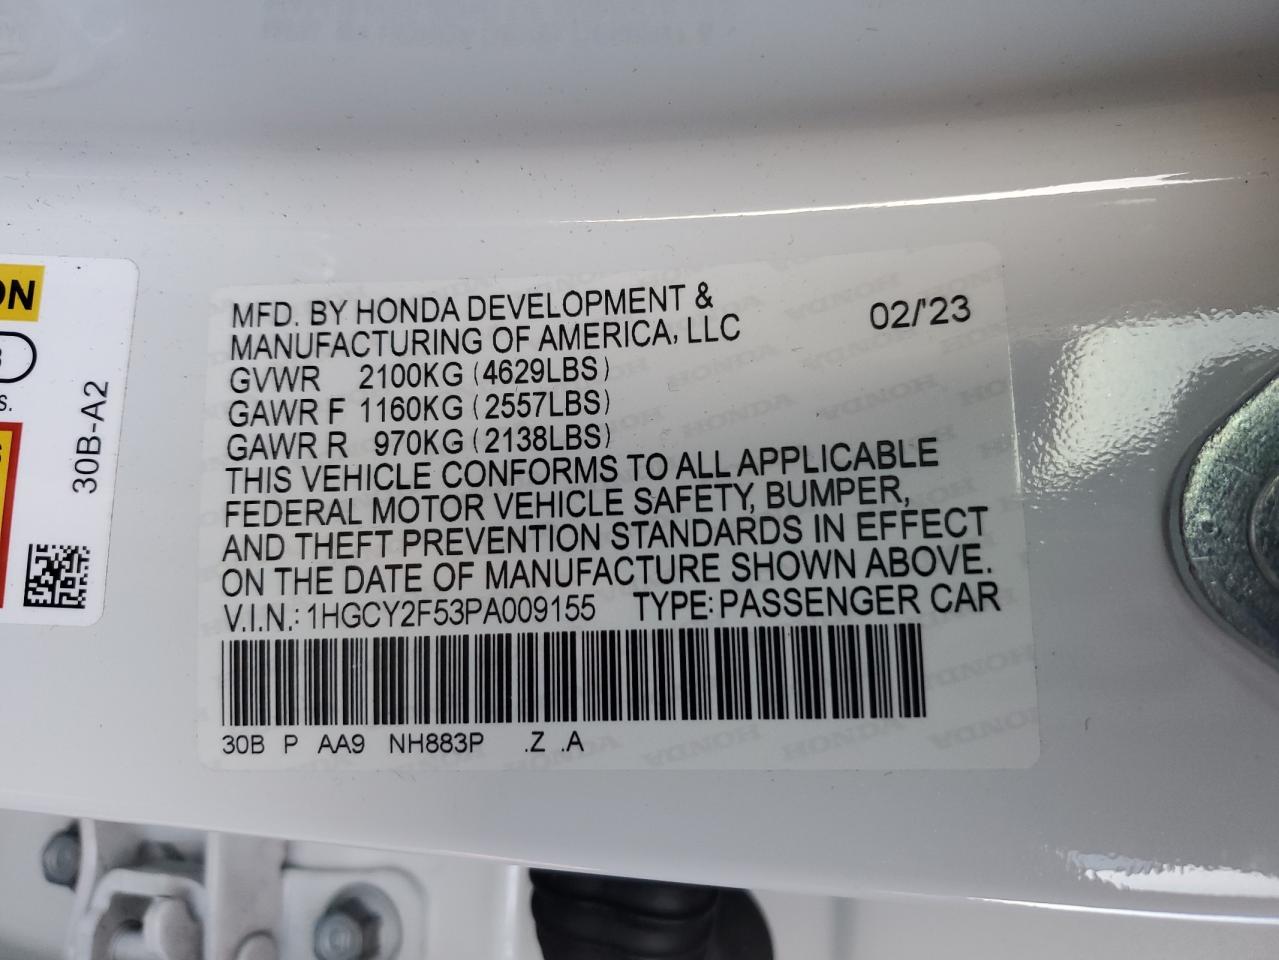 MFD. BY HONDA DEVELOPMENT &
MANUFACTURING OF AMERICA, LLC
02/'23
GVWR 2100KG (4629LBS)
GAWR F 1160KG (2557LBS)
GAWR R 970KG (2138LBS)
THIS VEHICLE CONFORMS TO ALL APPLICABLE
FEDERAL MOTOR VEHICLE SAFETY, BUMPER,
AND THEFT PREVENTION STANDARDS IN EFFECT
ON THE DATE OF MANUFACTURE SHOWN ABOVE.
V.I.N.: 1HGCY2F53PA009155 TYPE: PASSENGER CAR
30B P AA9 NH883P .Z .A
30B-A2